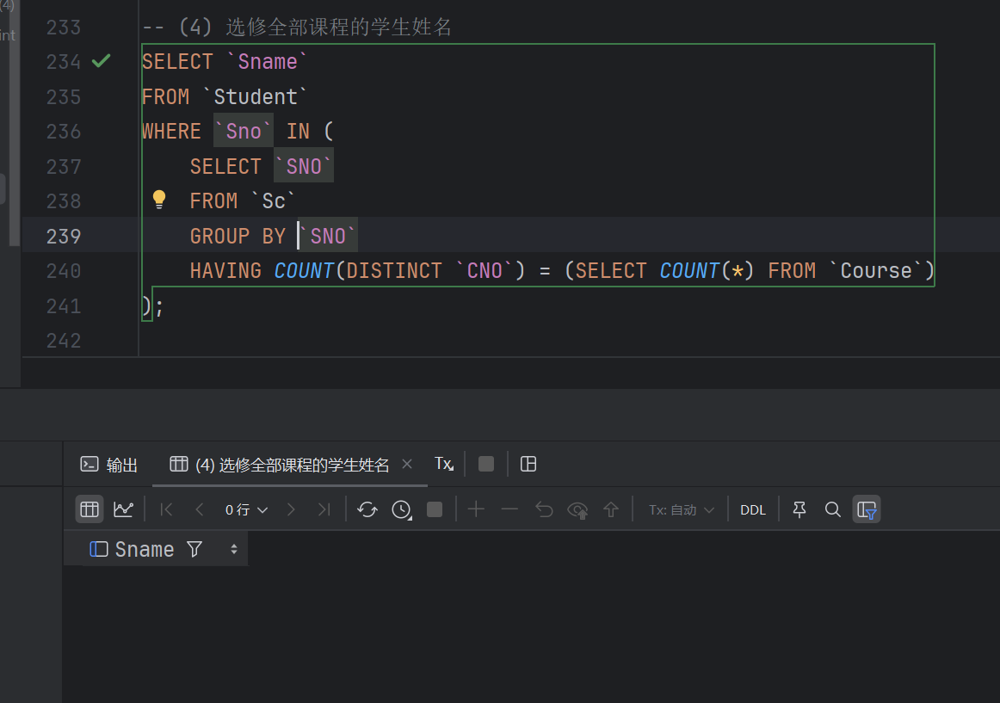 (4)
int
233 -- (4) 选修全部课程的学生姓名
234 SELECT `Sname`
235 FROM `Student`
236 WHERE `Sno` IN (
237 SELECT `SNO`
238 FROM `Sc`
239 GROUP BY `SNO`
240 HAVING COUNT(DISTINCT `CNO`) = (SELECT COUNT(*) FROM `Course`)
241 );
242
输出 (4) 选修全部课程的学生姓名 × Tx
0 行 Tx: 自动 DDL
Sname